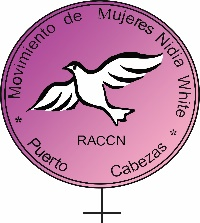 Movimiento de Mujeres Nidia White
RACCN
* Puerto Cabezas *